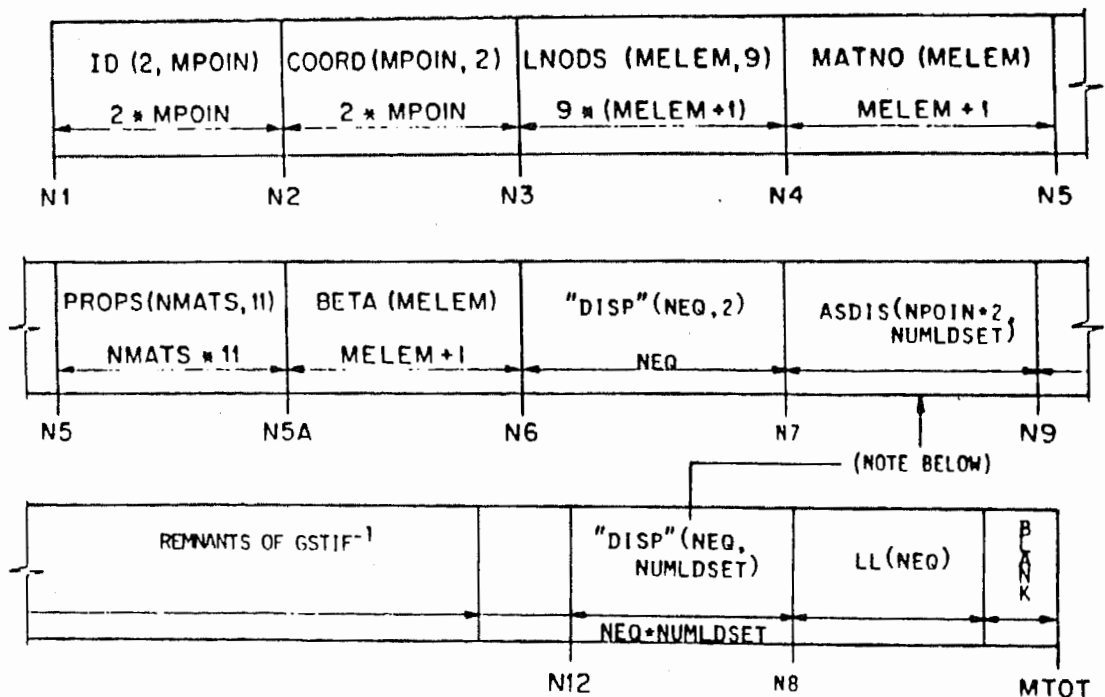 ID (2, MPOIN) COORD (MPOIN, 2) LNODS (MELEM, 9) MATNO (MELEM)
2 * MPOIN 2 * MPOIN 9 * (MELEM +1) MELEM +1
N1 N2 N3 N4 N5
PROPS (NMATS, 11) BETA (MELEM) "DISP" (NEQ, 2) ASDIS (NPOIN*2,
NUMLDSET)
NMATS * 11 MELEM +1 NEQ
N5 N5A N6 N7 N9
(NOTE BELOW)
REMNANTS OF GSTIF-1 "DISP" (NEQ,
NUMLDSET) LL (NEQ) BLANK
NEQ*NUMLDSET
N12 N8 MTOT